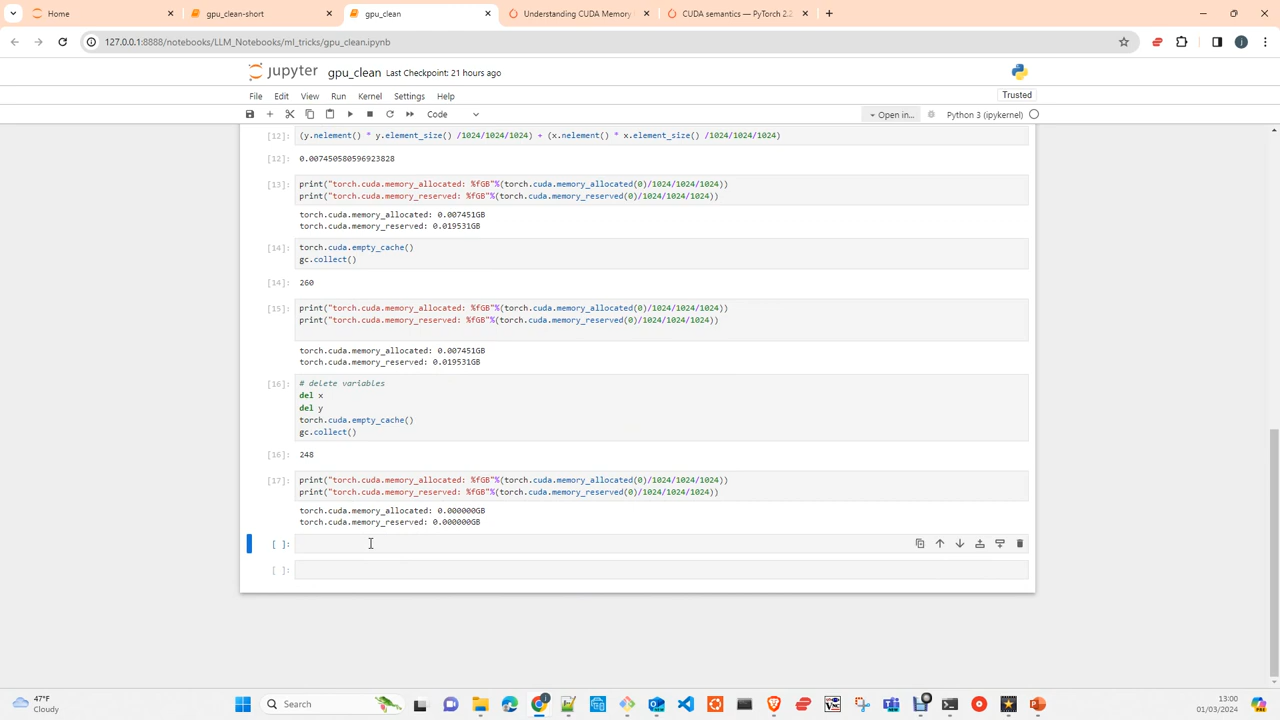 Home
gpu_clean-short
gpu_clean
Understanding CUDA Memory
CUDA semantics — PyTorch 2.2
127.0.0.1:8888/notebooks/LLM_Notebooks/ml_tricks/gpu_clean.ipynb
jupyter gpu_clean Last Checkpoint: 21 hours ago
File Edit View Run Kernel Settings Help
Trusted
Code
Open in...
Python 3 (ipykernel)
[12]: (y.nelement() * y.element_size() /1024/1024/1024) + (x.nelement() * x.element_size() /1024/1024/1024)
[12]: 0.007450580596923828
[13]: print("torch.cuda.memory_allocated: %fGB"%(torch.cuda.memory_allocated(0)/1024/1024/1024))
print("torch.cuda.memory_reserved: %fGB"%(torch.cuda.memory_reserved(0)/1024/1024/1024))
torch.cuda.memory_allocated: 0.007451GB
torch.cuda.memory_reserved: 0.019531GB
[14]: torch.cuda.empty_cache()
gc.collect()
[14]: 260
[15]: print("torch.cuda.memory_allocated: %fGB"%(torch.cuda.memory_allocated(0)/1024/1024/1024))
print("torch.cuda.memory_reserved: %fGB"%(torch.cuda.memory_reserved(0)/1024/1024/1024))
torch.cuda.memory_allocated: 0.007451GB
torch.cuda.memory_reserved: 0.019531GB
[16]: # delete variables
del x
del y
torch.cuda.empty_cache()
gc.collect()
[16]: 248
[17]: print("torch.cuda.memory_allocated: %fGB"%(torch.cuda.memory_allocated(0)/1024/1024/1024))
print("torch.cuda.memory_reserved: %fGB"%(torch.cuda.memory_reserved(0)/1024/1024/1024))
torch.cuda.memory_allocated: 0.000000GB
torch.cuda.memory_reserved: 0.000000GB
[ ]:
[ ]:
47°F
Cloudy
Search
13:00
01/03/2024